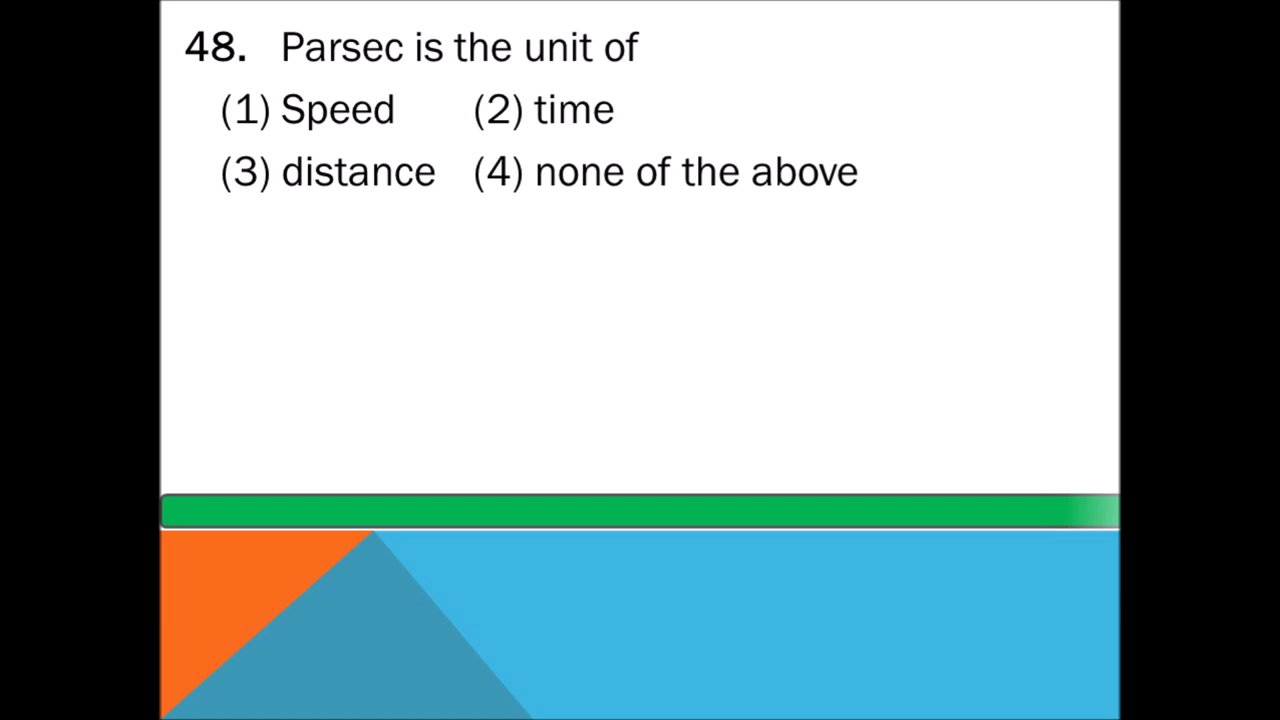 48. Parsec is the unit of
(1) Speed (2) time
(3) distance (4) none of the above